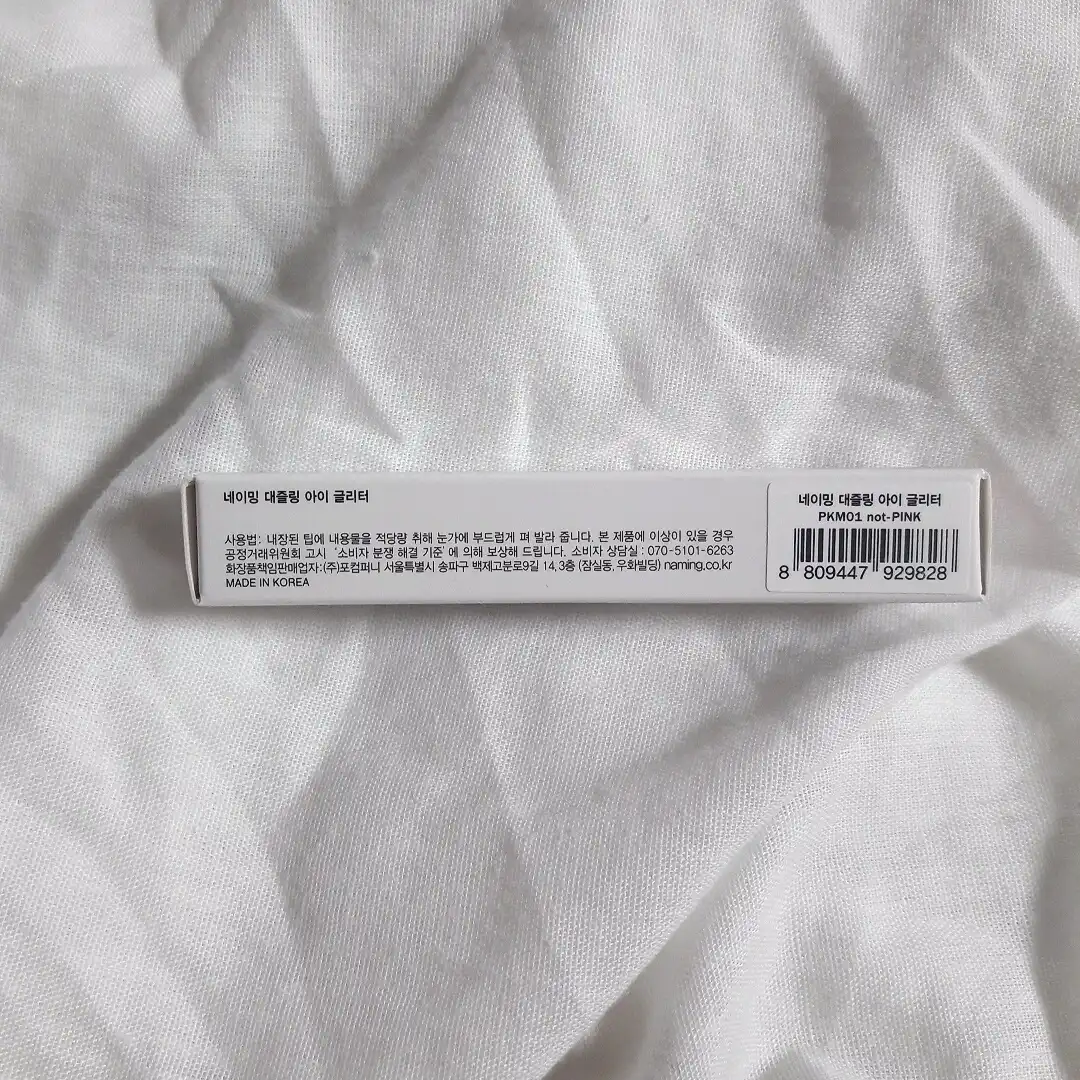 네이밍 대즐링 아이 글리터
사용법: 내장된 팁에 내용물을 적당량 취해 눈가에 부드럽게 펴 발라 줍니다. 본 제품에 이상이 있을 경우
공정거래위원회 고시 '소비자 분쟁 해결 기준'에 의해 보상해 드립니다. 소비자 상담실 : 070-5101-6263
화장품책임판매업자:(주)포컴퍼니 서울특별시 송파구 백제고분로9길 14,3층 (잠실동, 우화빌딩) naming.co.kr
MADE IN KOREA
네이밍 대즐링 아이 글리터
PKM01 not-PINK
8 809447 929828